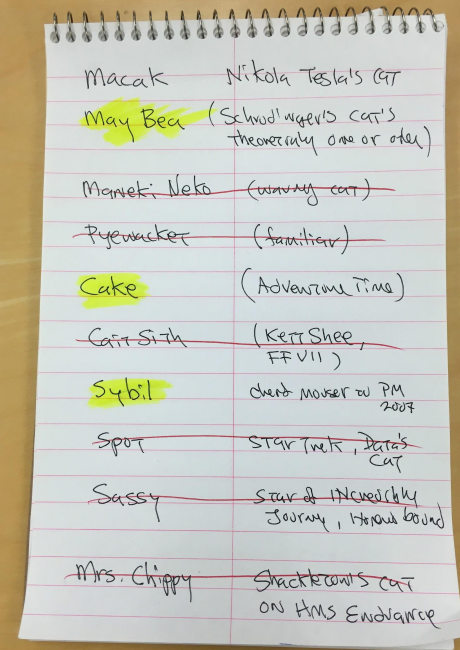 Macak Nikola Tesla's cat
May Bea (Schrodinger's cat's
theoretically one or other)
Maneki Neko (waving cat)
Pyewacket (familiar)
Cake (Adventure Time)
Cait Sith (Kett Shee,
FF VII)
Sybil chief mouser to PM
2007
Spot Star Trek, Data's
Cat
Sassy Star of Incredibly
Journey, Homeward bound
Mrs. Chippy Shackleton's cat
on HMS Endurance